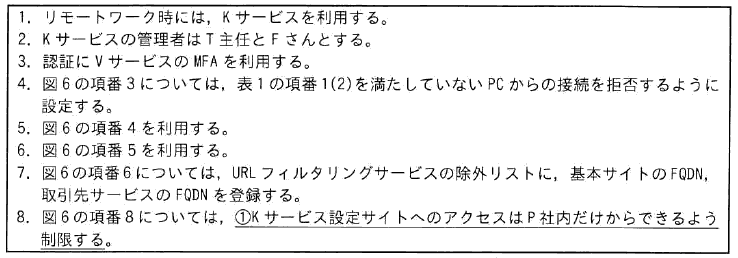 1. リモートワーク時には，Kサービスを利用する。
2. Kサービスの管理者はT主任とFさんとする。
3. 認証にVサービスのMFAを利用する。
4. 図6の項番3については，表1の項番1(2)を満たしていないPCからの接続を拒否するように
設定する。
5. 図6の項番4を利用する。
6. 図6の項番5を利用する。
7. 図6の項番6については，URLフィルタリングサービスの除外リストに，基本サイトのFQDN，
取引先サービスのFQDNを登録する。
8. 図6の項番8については，①Kサービス設定サイトへのアクセスはP社内だけからできるよう
制限する。